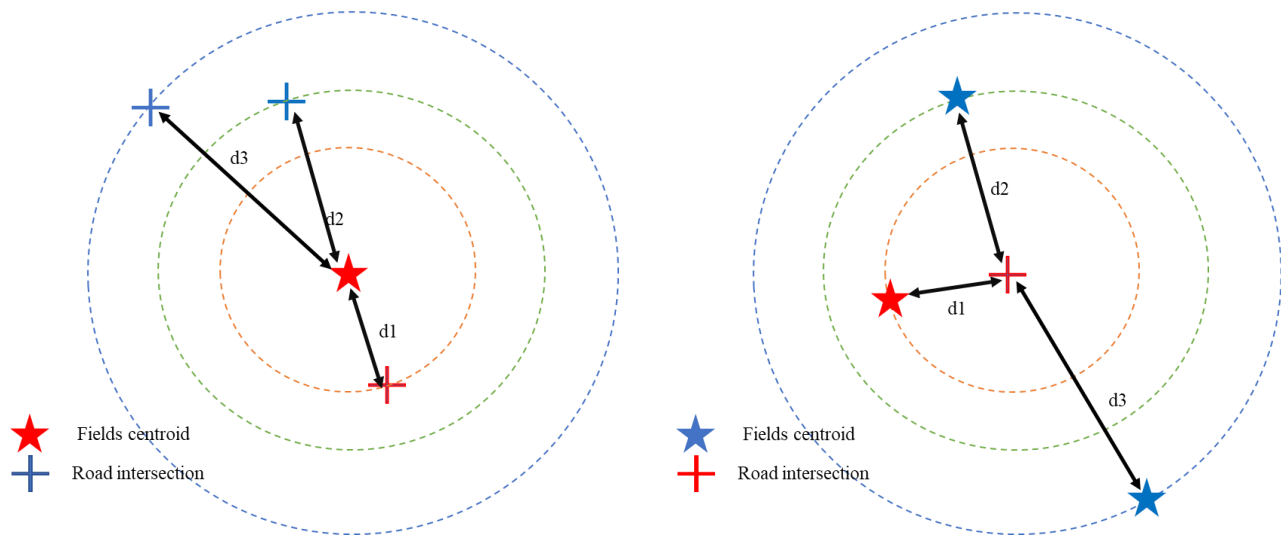 d3
d2
d1
Fields centroid
Road intersection
d2
d1
d3
Fields centroid
Road intersection